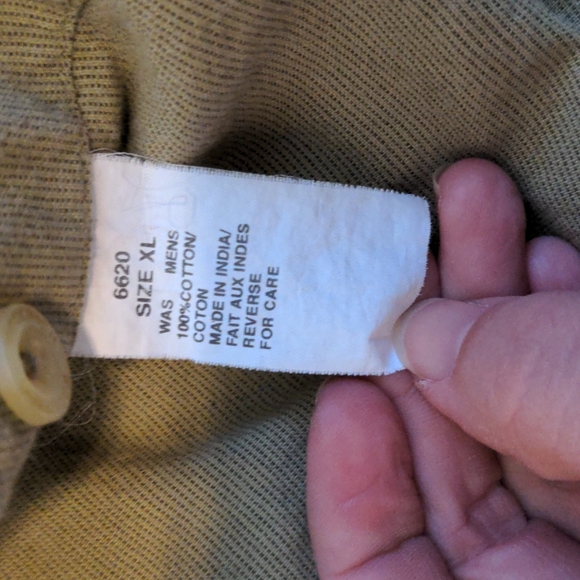 6620
SIZE XL
WAS MENS
100%COTTON/
COTON
MADE IN INDIA/
FAIT AUX INDES
REVERSE
FOR CARE